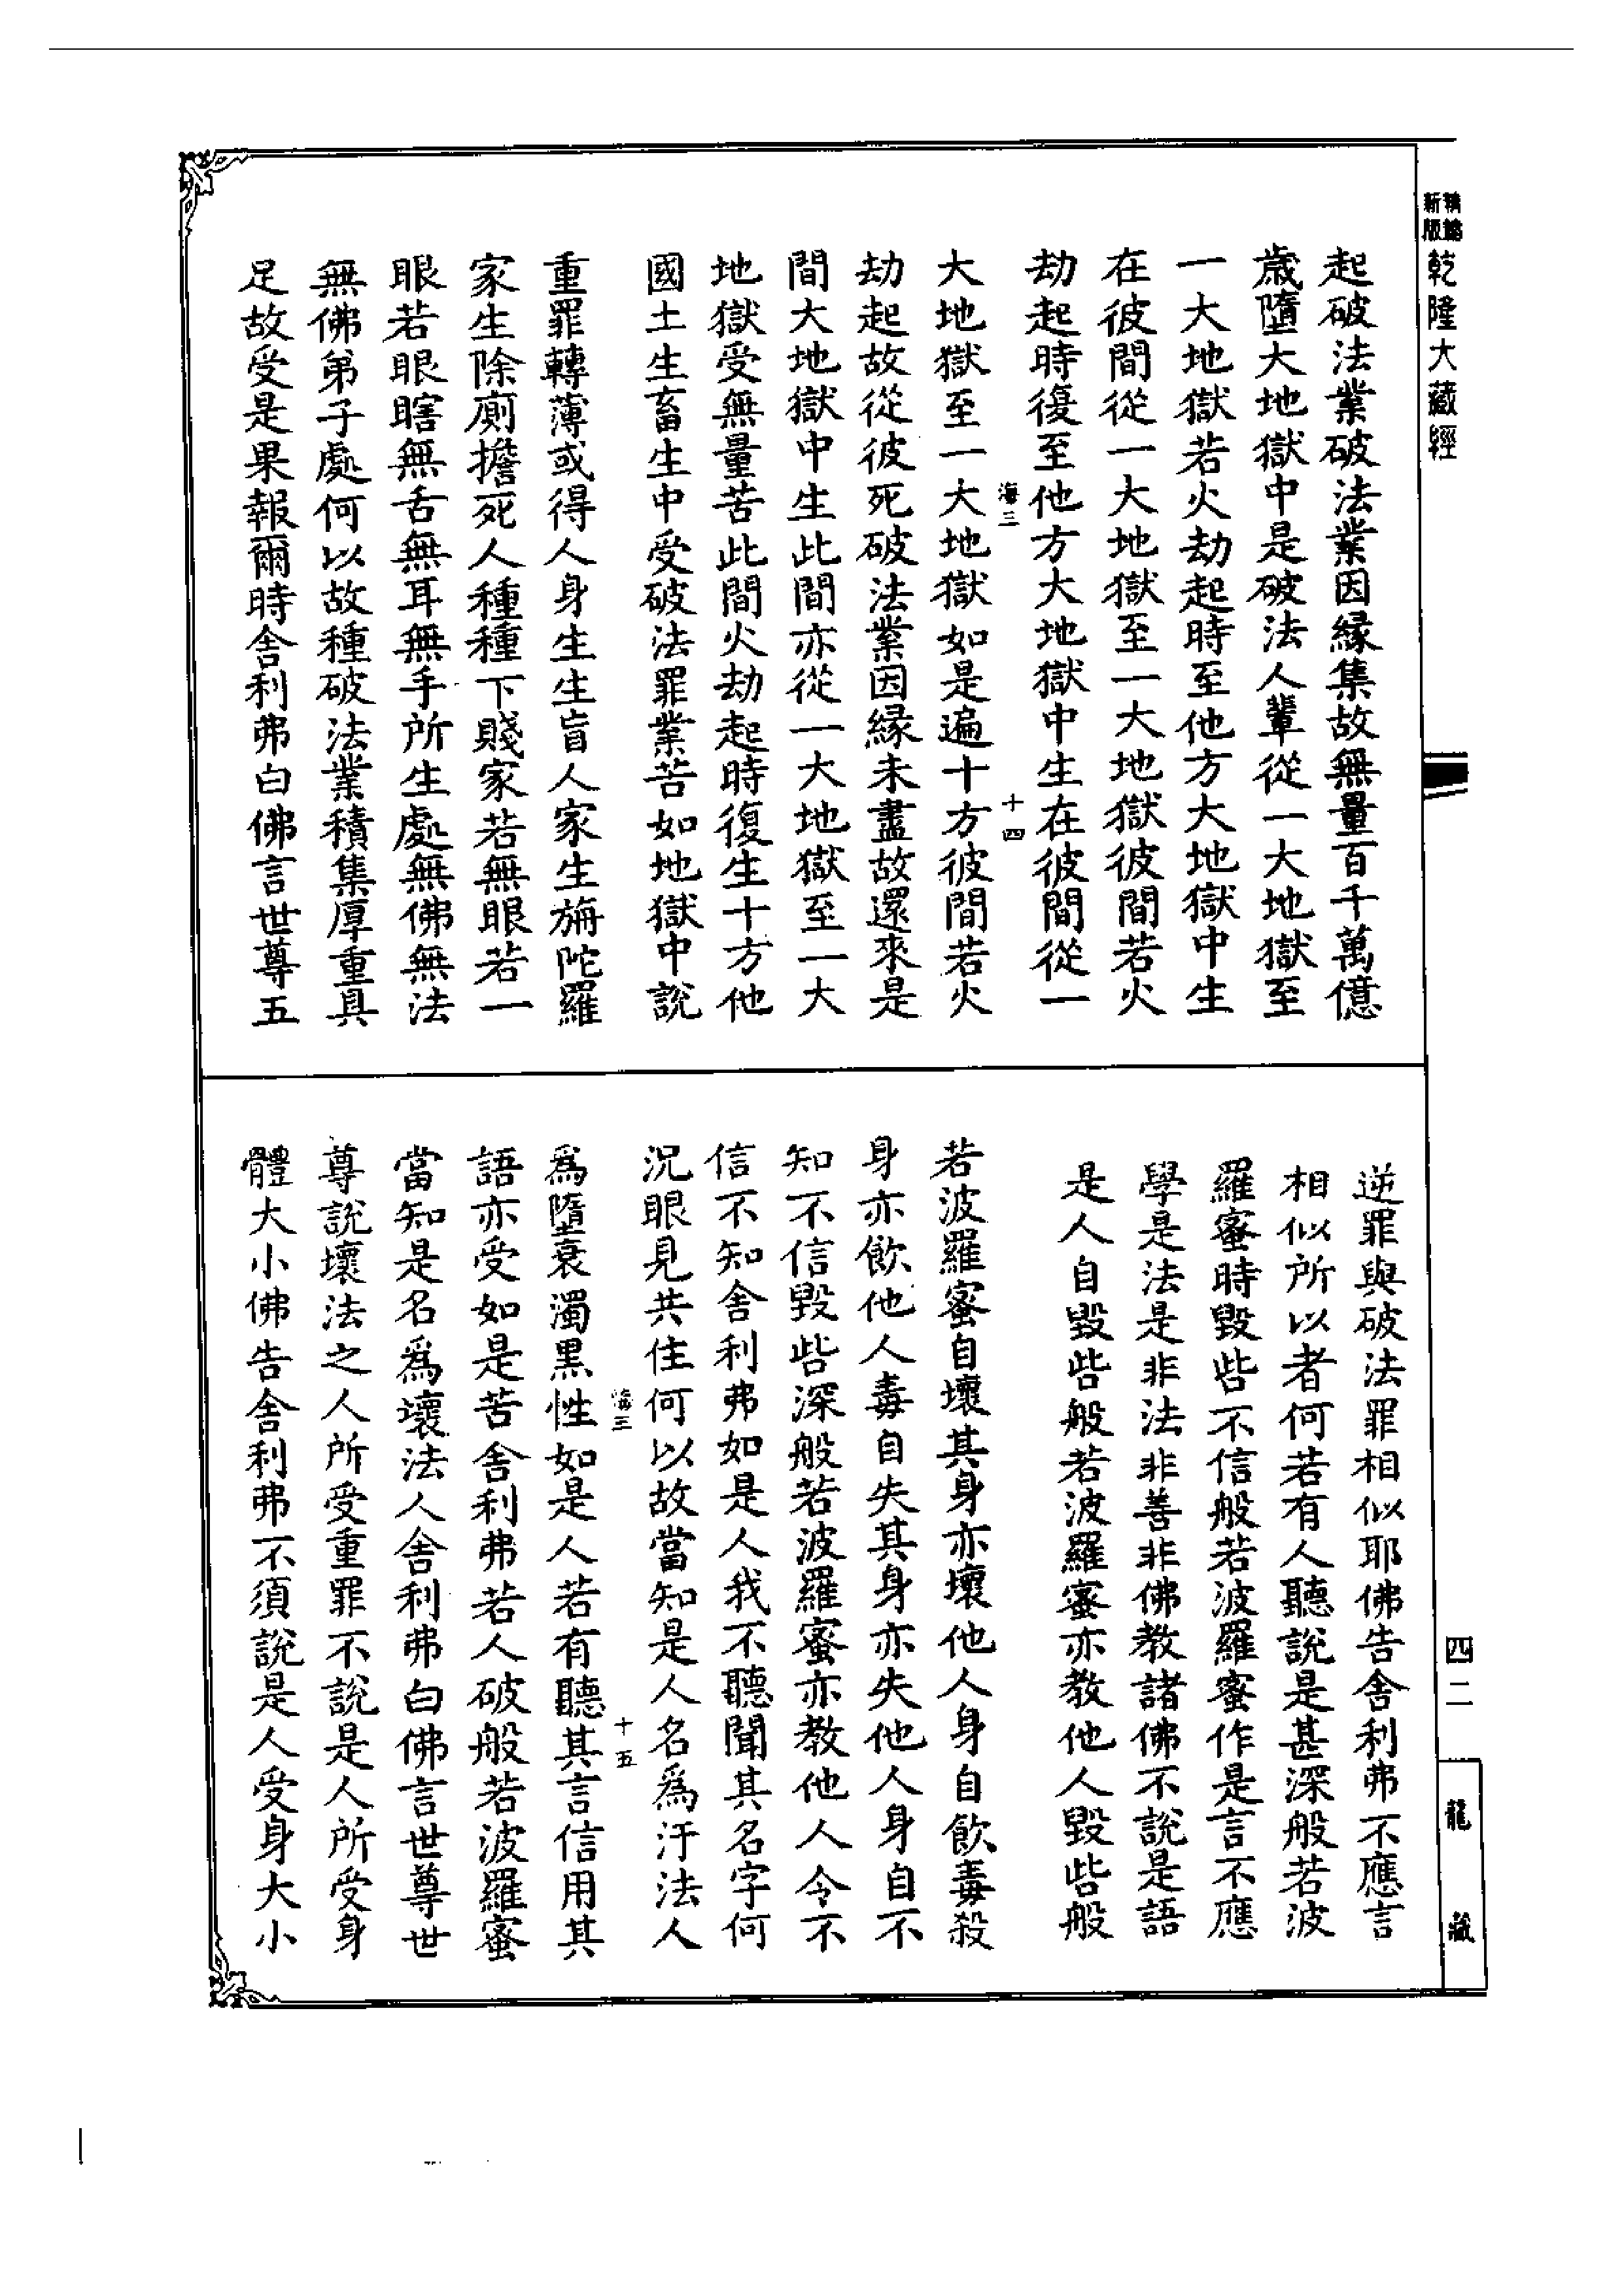 新版
精縮
乾隆大藏經
起破法業破法業因緣集故無量百千萬億
歲墮大地獄中是破法人輩從一大地獄至
一大地獄若火劫起時至他方大地獄中生
在彼間從一大地獄至一大地獄彼間若火
劫起時復至他方大地獄中生在彼間從一
海三 十四
大地獄至一大地獄如是遍十方彼間若火
劫起故從彼死破法業因緣未盡故還來是
間大地獄中生此間亦從一大地獄至一大
地獄受無量苦此間火劫起時復生十方他
國土生畜生中受破法罪業苦如地獄中說
重罪轉薄或得人身生生盲人家生旃陀羅
家生除廁擔死人種種下賤家若無眼若一
眼若眼瞎無舌無耳無手所生處無佛無法
無佛弟子處何以故種破法業積集厚重具
足故受是果報爾時舍利弗白佛言世尊五
逆罪與破法罪相似耶佛告舍利弗不應言
相似所以者何若有人聽說是甚深般若波
羅蜜時毀呰不信般若波羅蜜作是言不應
學是法是非法非善非佛教諸佛不說是語
是人自毀呰般若波羅蜜亦教他人毀呰般
若波羅蜜自壞其身亦壞他人身自飲毒殺
身亦飲他人毒自失其身亦失他人身自不
知不信毀呰深般若波羅蜜亦教他人令不
信不知舍利弗如是人我不聽聞其名字何
況眼見共住何以故當知是人名為汙法人
海三 十五
為墮衰濁黑性如是人若有聽其言信用其
語亦受如是苦舍利弗若人破般若波羅蜜
當知是名為壞法人舍利弗白佛言世尊世
尊說壞法之人所受重罪不說是人所受身
體大小佛告舍利弗不須說是人受身大小
四二
龍藏